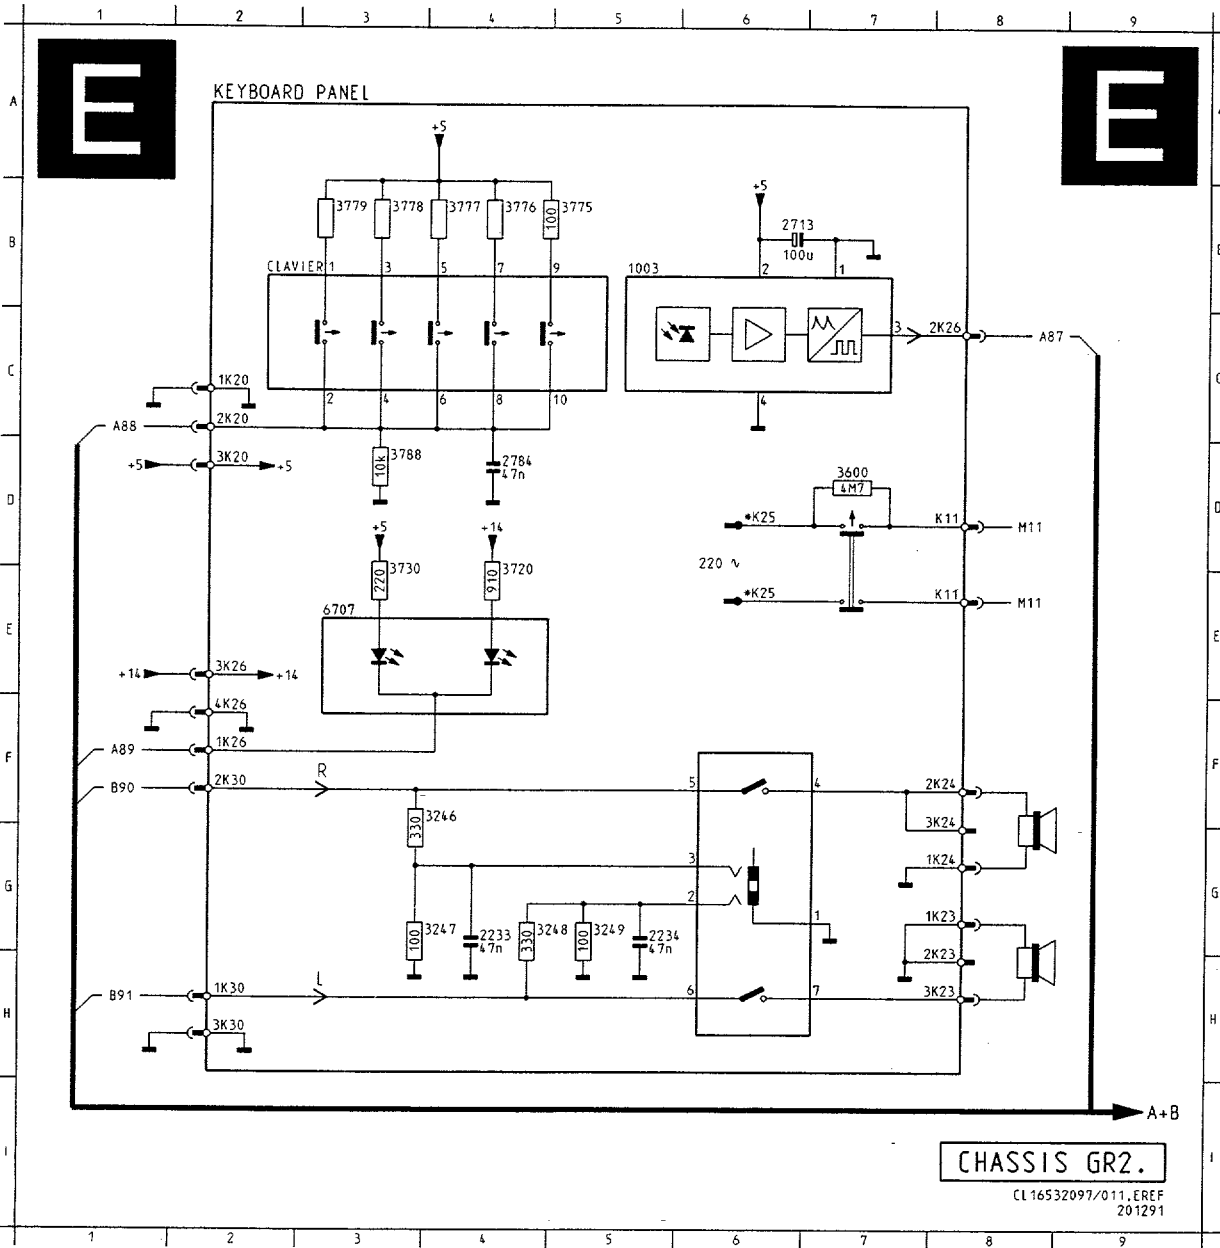 1 2 3 4 5 6 7 8 9
E E
A
KEYBOARD PANEL
+5
3779 3778 3777 3776 100 3775
+5
2713
100u
B
CLAVIER 1 3 5 7 9
1003 2 1
3 2K26 A87
C
1K20
2 4 6 8 10
4
A88 2K20
+5 3K20 +5
10k 3788
2784
47n
3600
4M7
D
*K25 K11 M11
+5 +14
220 ~
220 3730 910 3720
*K25 K11 M11
6707
E
E
+14 3K26 +14
4K26
A89 1K26
F
F
B90 2K30 R
5 4 2K24
330 3246
3K24
3 1K24
G
G
2 1 1K23
100 3247 2233
47n
330 3248 100 3249 2234
47n
2K23
B91 1K30 L
6 7 3K23
H
H
3K30
A+B
I
CHASSIS GR2.
CL16532097/011.EREF
201291
1 2 3 4 5 6 7 8 9